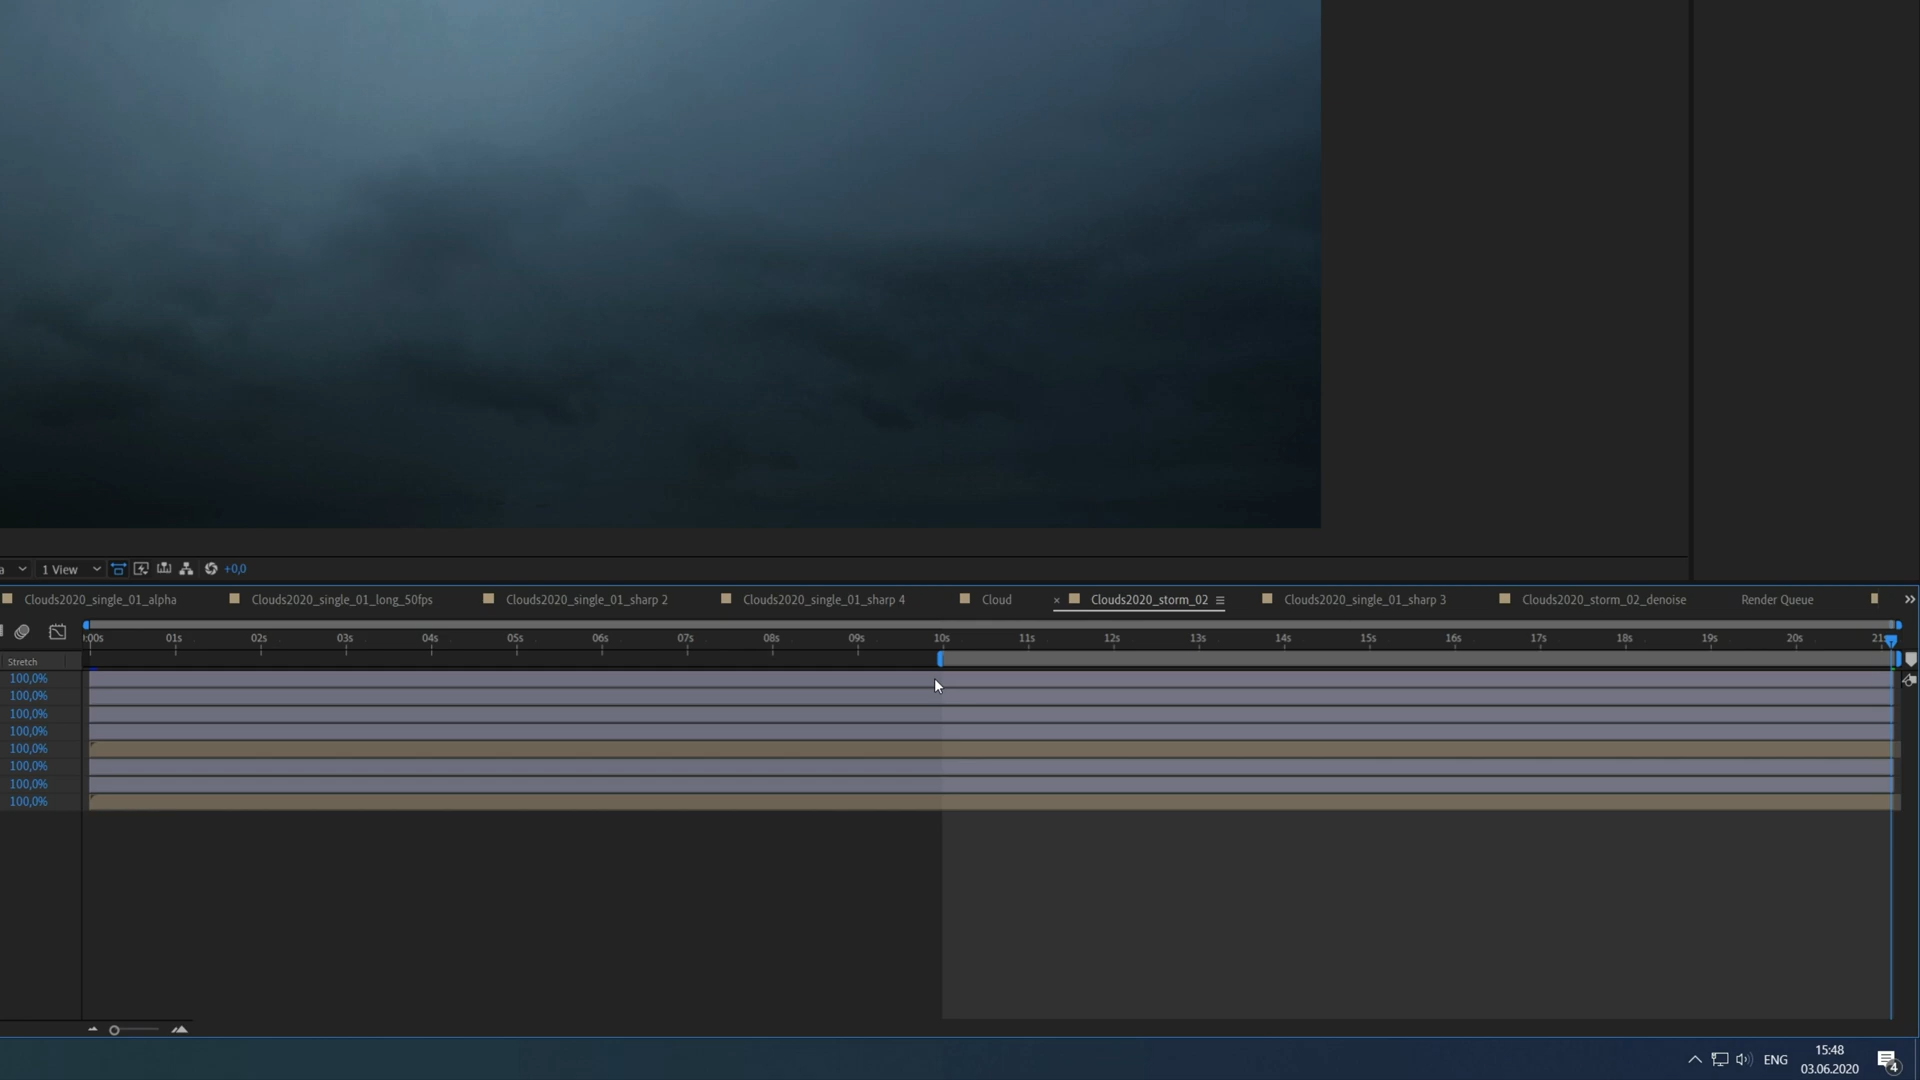 1 View +0,0
Clouds2020_single_01_alpha Clouds2020_single_01_long_50fps Clouds2020_single_01_sharp 2 Clouds2020_single_01_sharp 4 Cloud × Clouds2020_storm_02 Clouds2020_single_01_sharp 3 Clouds2020_storm_02_denoise Render Queue
:00s 01s 02s 03s 04s 05s 06s 07s 08s 09s 10s 11s 12s 13s 14s 15s 16s 17s 18s 19s 20s 21s
Stretch
100,0%
100,0%
100,0%
100,0%
100,0%
100,0%
100,0%
100,0%
ENG 15:48
03.06.2020
4